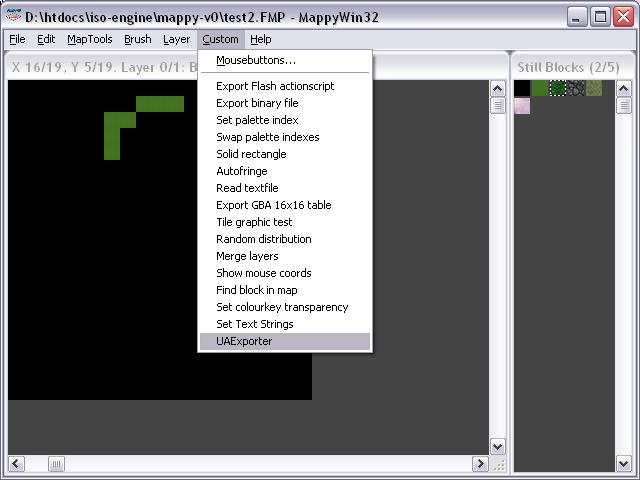 D:\htdocs\iso-engine\mappy-v0\test2.FMP - MappyWin32
File Edit MapTools Brush Layer Custom Help
X 16/19, Y 5/19. Layer 0/1: B
Still Blocks (2/5)
Mousebuttons...
Export Flash actionscript
Export binary file
Set palette index
Swap palette indexes
Solid rectangle
Autofringe
Read textfile
Export GBA 16x16 table
Tile graphic test
Random distribution
Merge layers
Show mouse coords
Find block in map
Set colourkey transparency
Set Text Strings
UAExporter